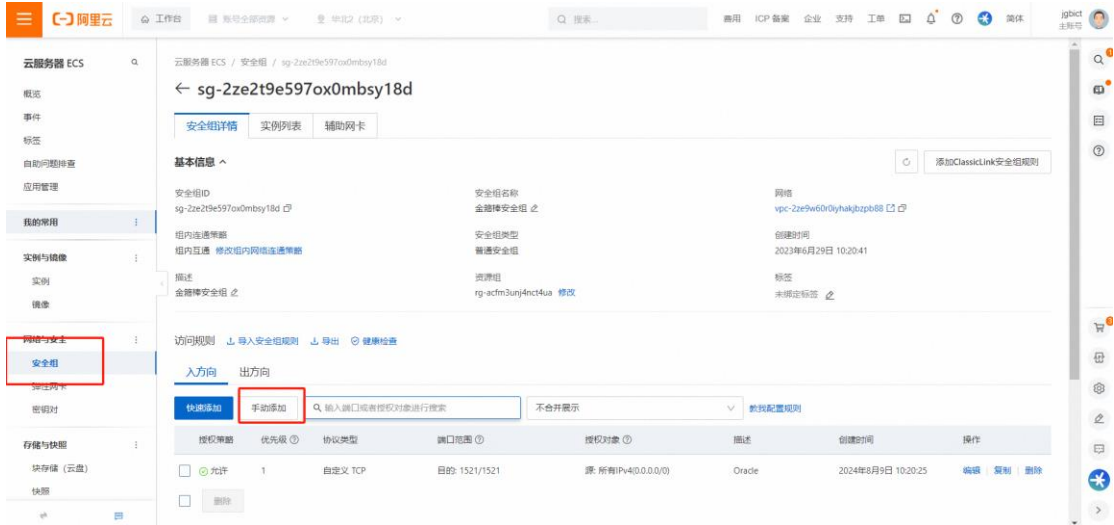 阿里云 工作台 账号全部资源 华北2 (北京) 搜索... 费用 ICP 备案 企业 支持 工单 简体 jgbict
主账号
云服务器 ECS
概览
事件
标签
自助问题排查
应用管理
我的常用
实例与镜像
实例
镜像
网络与安全
安全组
弹性网卡
密钥对
存储与快照
块存储 (云盘)
快照
云服务器 ECS / 安全组 / sg-2ze2t9e597ox0mbsy18d
← sg-2ze2t9e597ox0mbsy18d
安全组详情 实例列表 辅助网卡
基本信息 添加ClassicLink安全组规则
安全组ID 安全组名称 网络
sg-2ze2t9e597ox0mbsy18d 金箍棒安全组 vpc-2ze9w60r0iyhakjbzpb88
组内连通策略 安全组类型 创建时间
组内互通 修改组内网络连通策略 普通安全组 2023年6月29日 10:20:41
描述 资源组 标签
金箍棒安全组 rg-acfm3unj4nct4ua 修改 未绑定标签
访问规则 导入安全组规则 导出 健康检查
入方向 出方向
快速添加 手动添加 输入端口或者授权对象进行搜索 不合并展示 教我配置规则
授权策略 优先级 协议类型 端口范围 授权对象 描述 创建时间 操作
允许 1 自定义 TCP 目的: 1521/1521 源: 所有IPv4(0.0.0.0/0) Oracle 2024年8月9日 10:20:25 编辑 复制 删除
删除